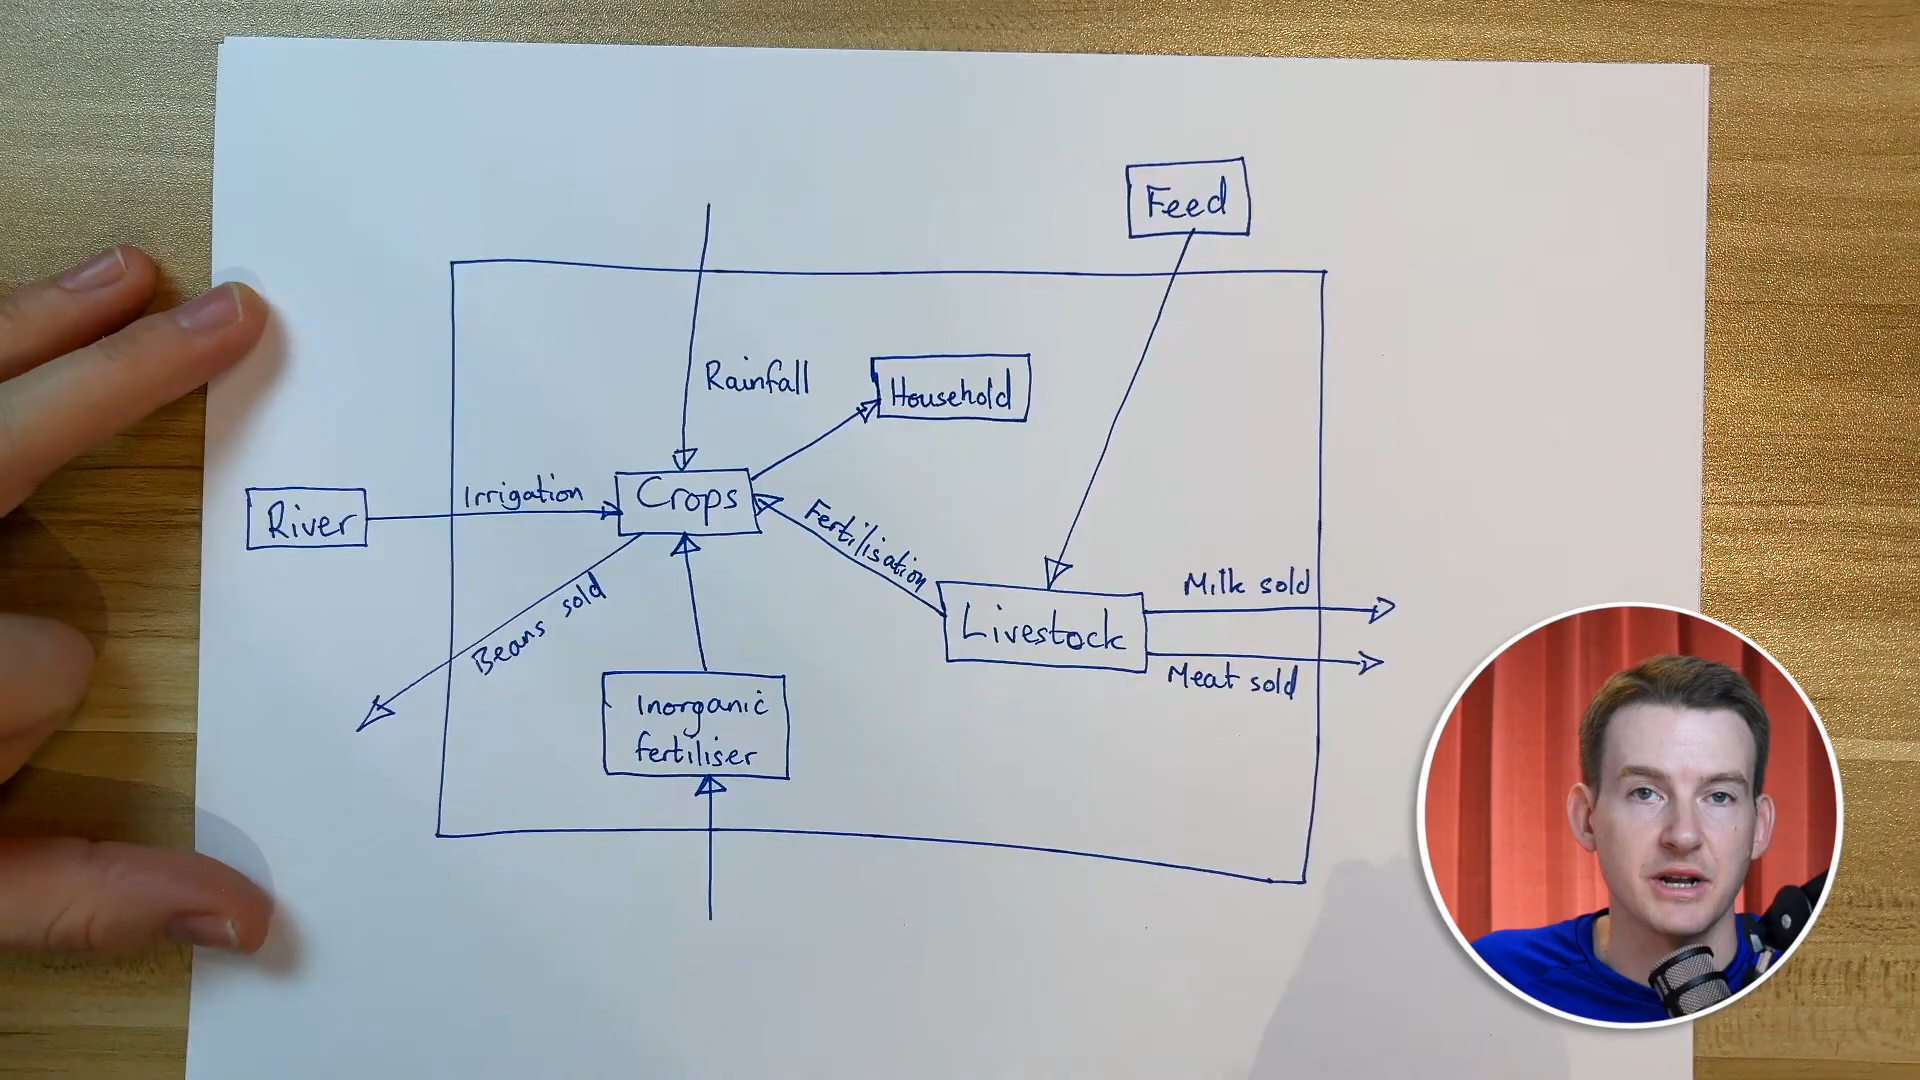 Feed
Rainfall
Household
Irrigation
Crops
River
Fertilisation
Beans sold
Milk sold
Livestock
Meat sold
Inorganic
fertiliser